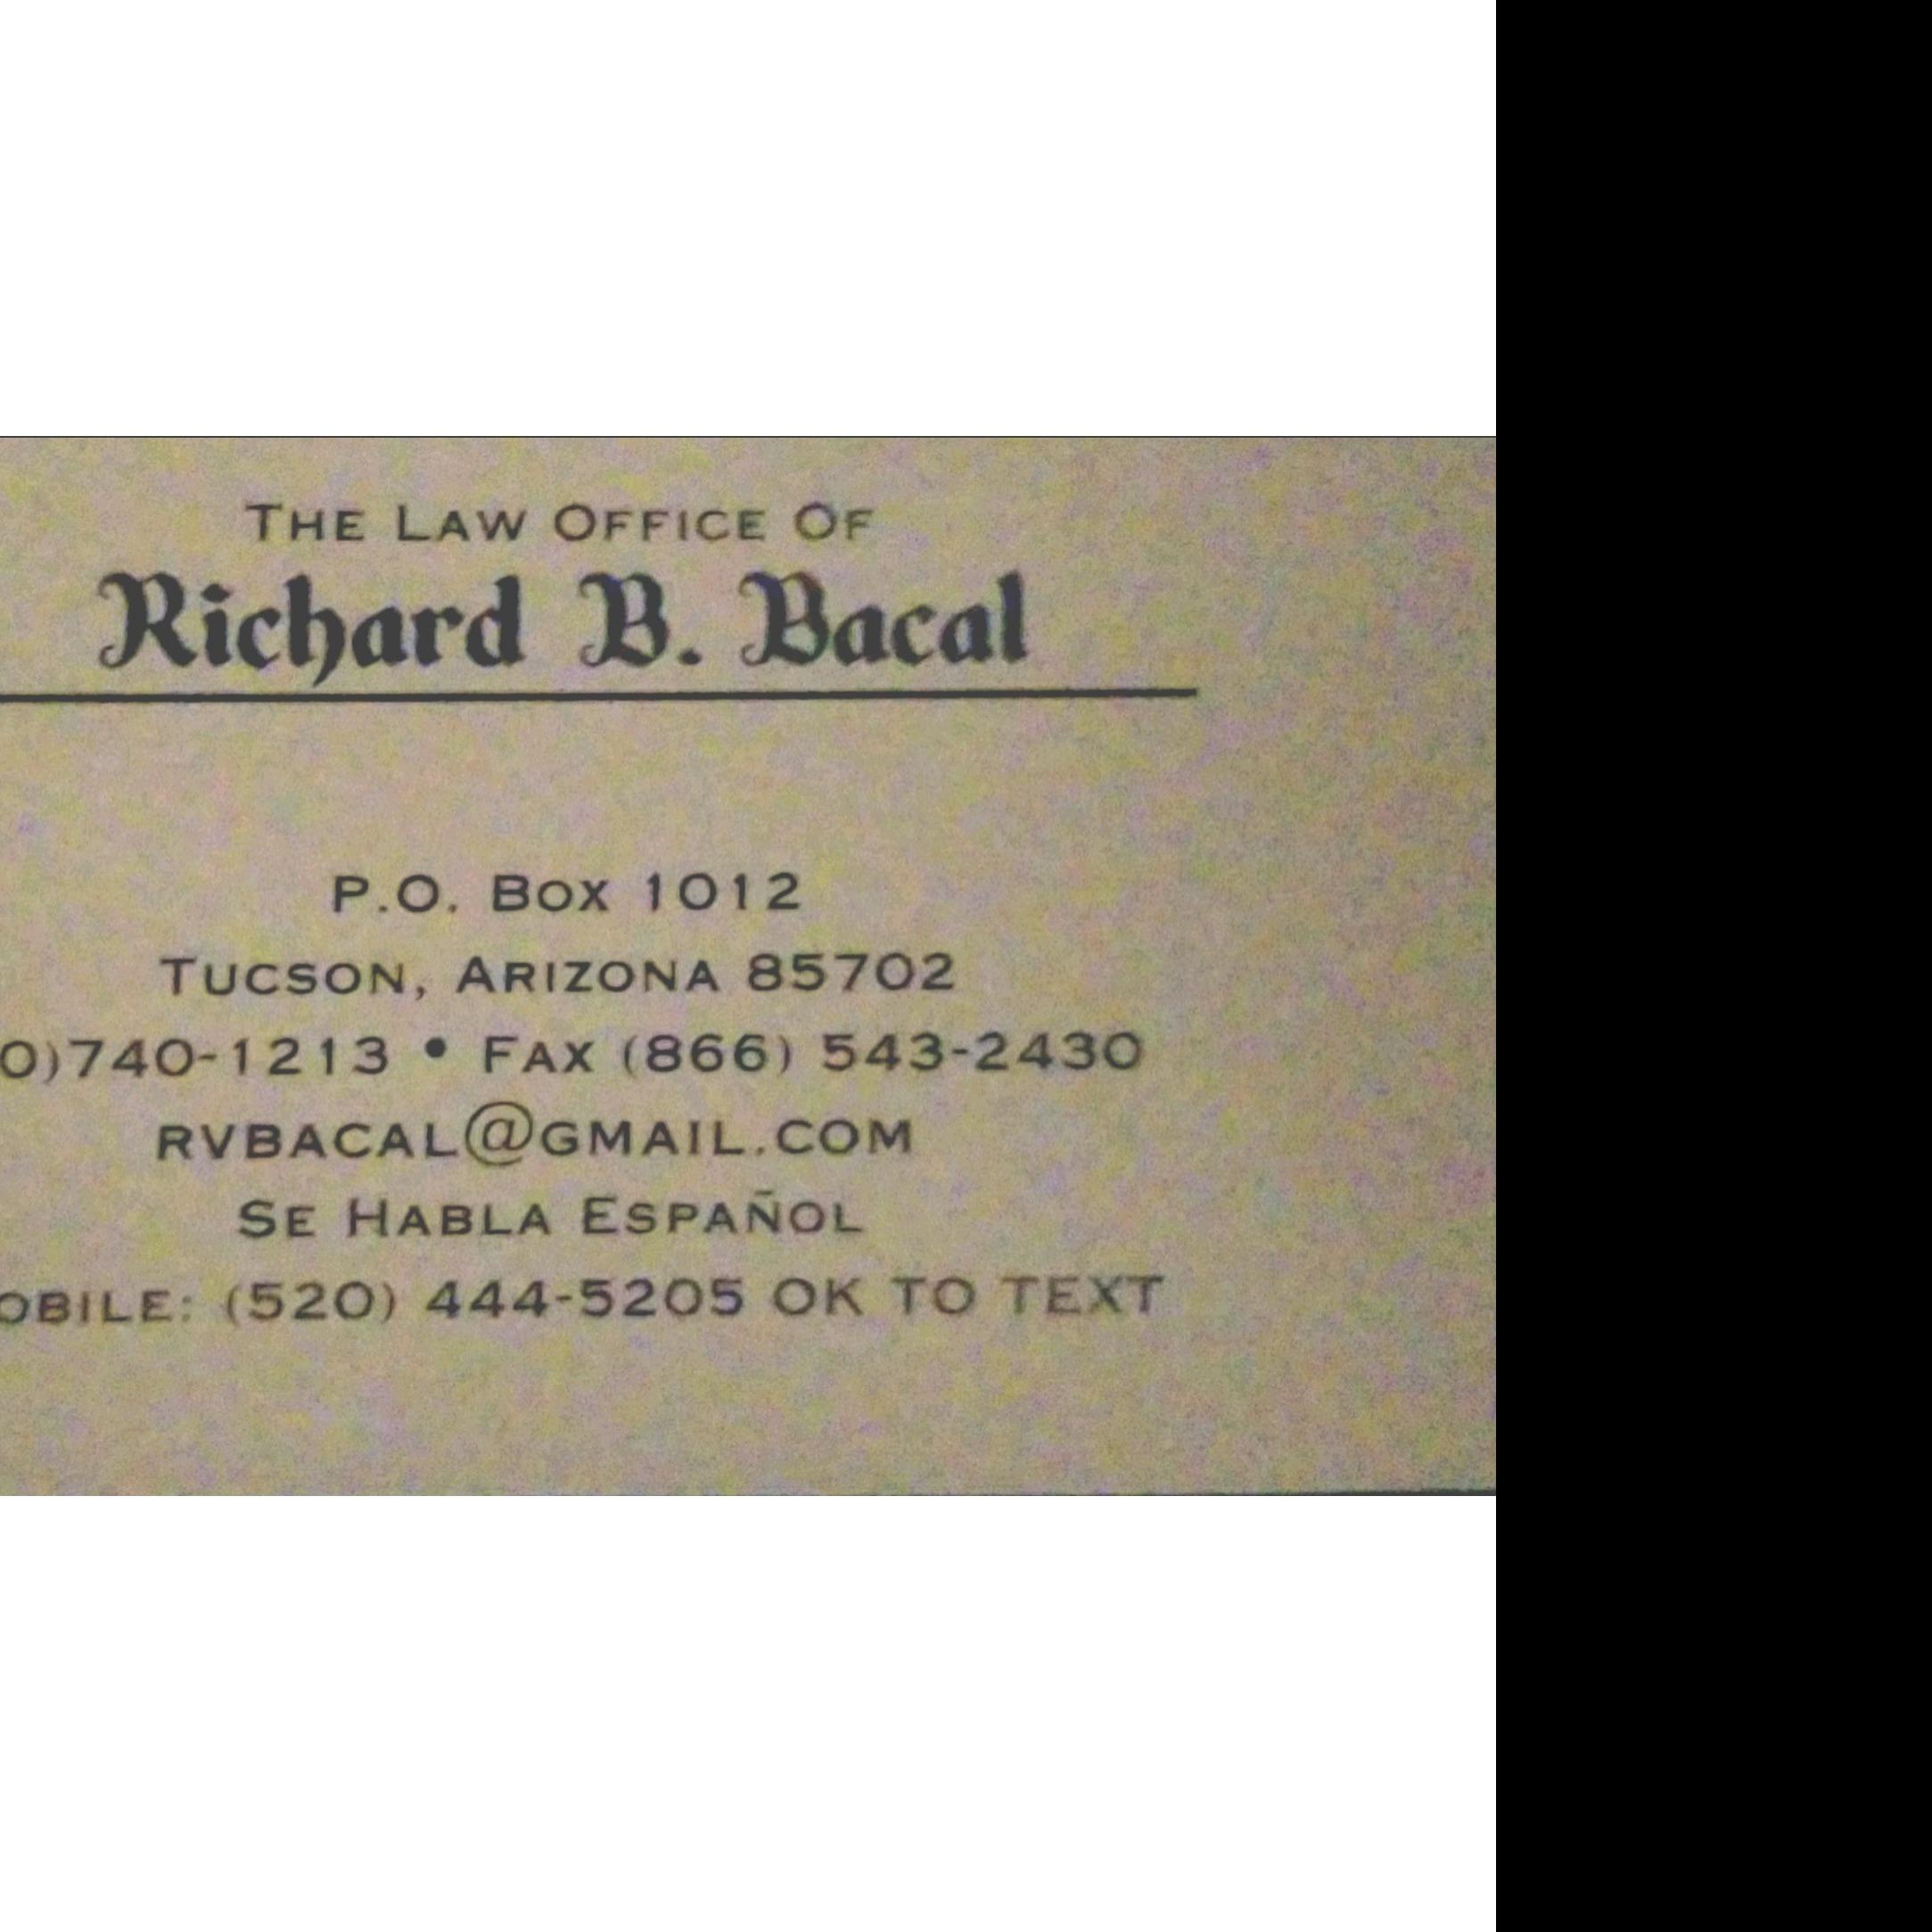 THE LAW OFFICE OF
Richard B. Bacal
P.O. BOX 1012
TUCSON, ARIZONA 85702
0)740-1213 • FAX (866) 543-2430
RVBACAL@GMAIL.COM
SE HABLA ESPAÑOL
OBILE: (520) 444-5205 OK TO TEXT